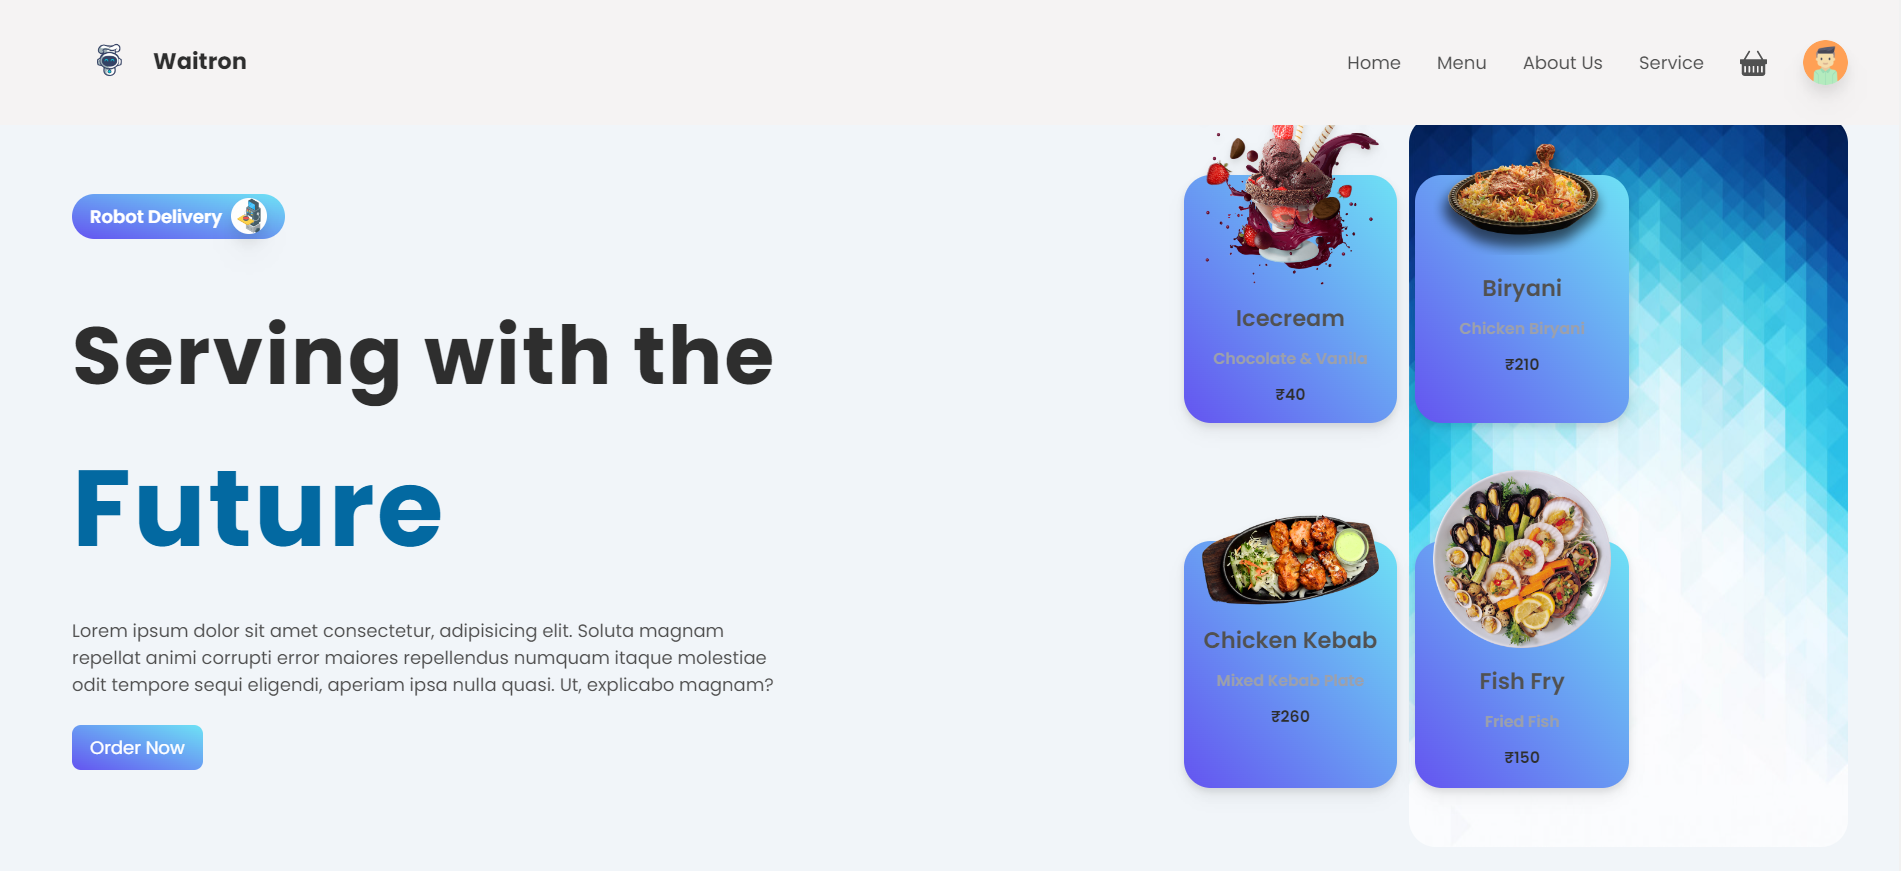 Waitron
Home
Menu
About Us
Service
Robot Delivery
Serving with the
Future
Lorem ipsum dolor sit amet consectetur, adipisicing elit. Soluta magnam
repellat animi corrupti error maiores repellendus numquam itaque molestiae
odit tempore sequi eligendi, aperiam ipsa nulla quasi. Ut, explicabo magnam?
Order Now
Icecream
Chocolate & Vanila
₹40
Biryani
Chicken Biryani
₹210
Chicken Kebab
Mixed Kebab Plate
₹260
Fish Fry
Fried Fish
₹150